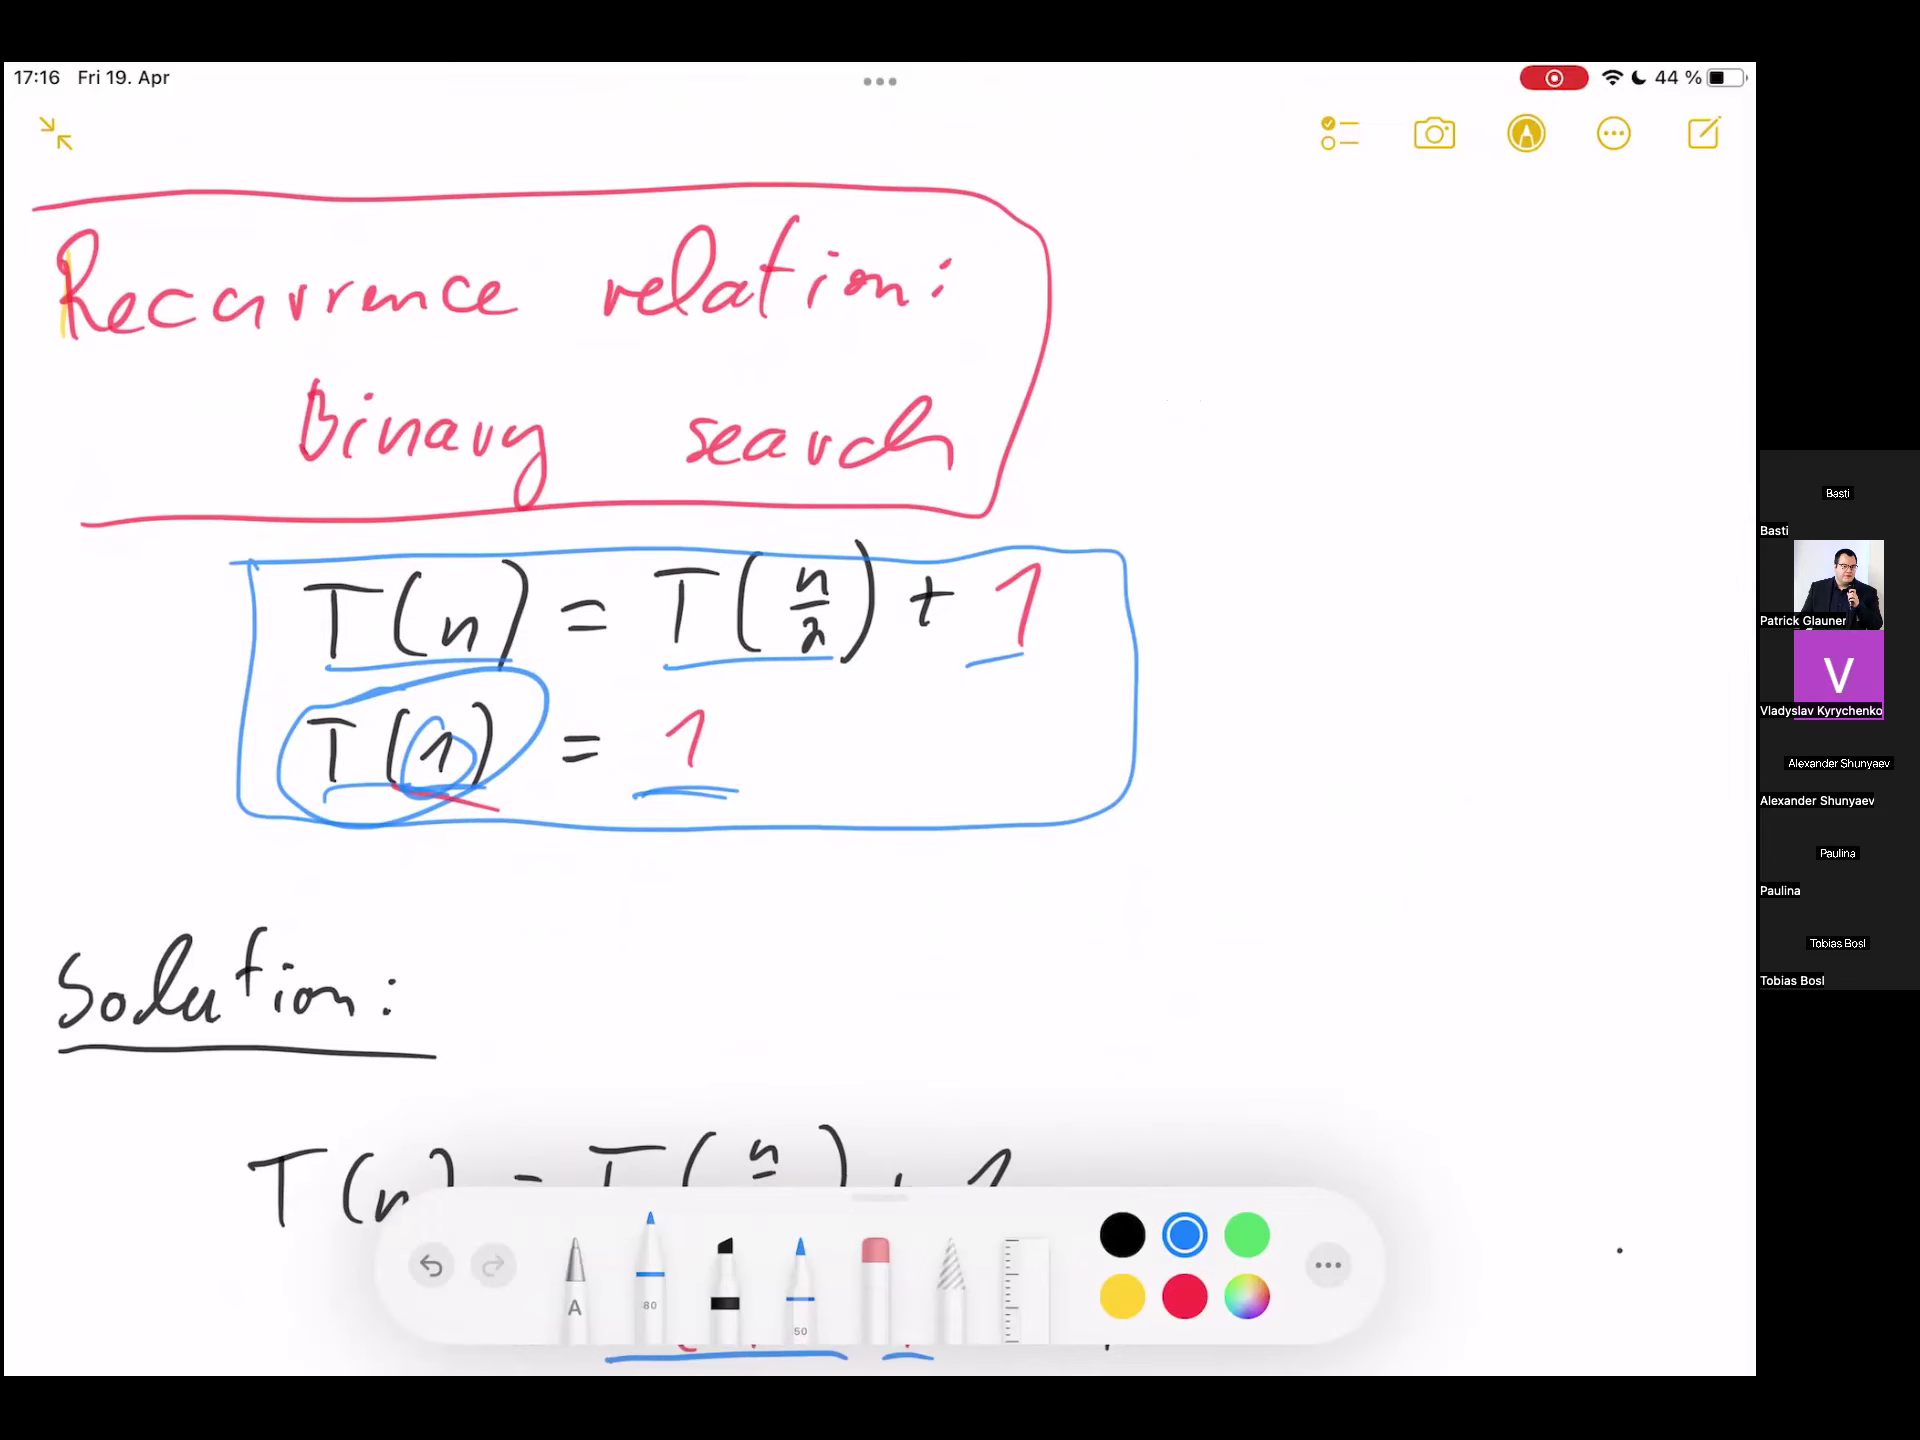 17:16 Fri 19. Apr
44 %
Recurrence relation:
Binary search
T(n) = T(n/2) + 1
T(1) = 1
Solution:
T(n) = T(n
+ 1
A
80
50
Basti
Basti
Patrick Glauner
V
Vladyslav Kyrychenko
Alexander Shunyaev
Alexander Shunyaev
Paulina
Paulina
Tobias Bosl
Tobias Bosl